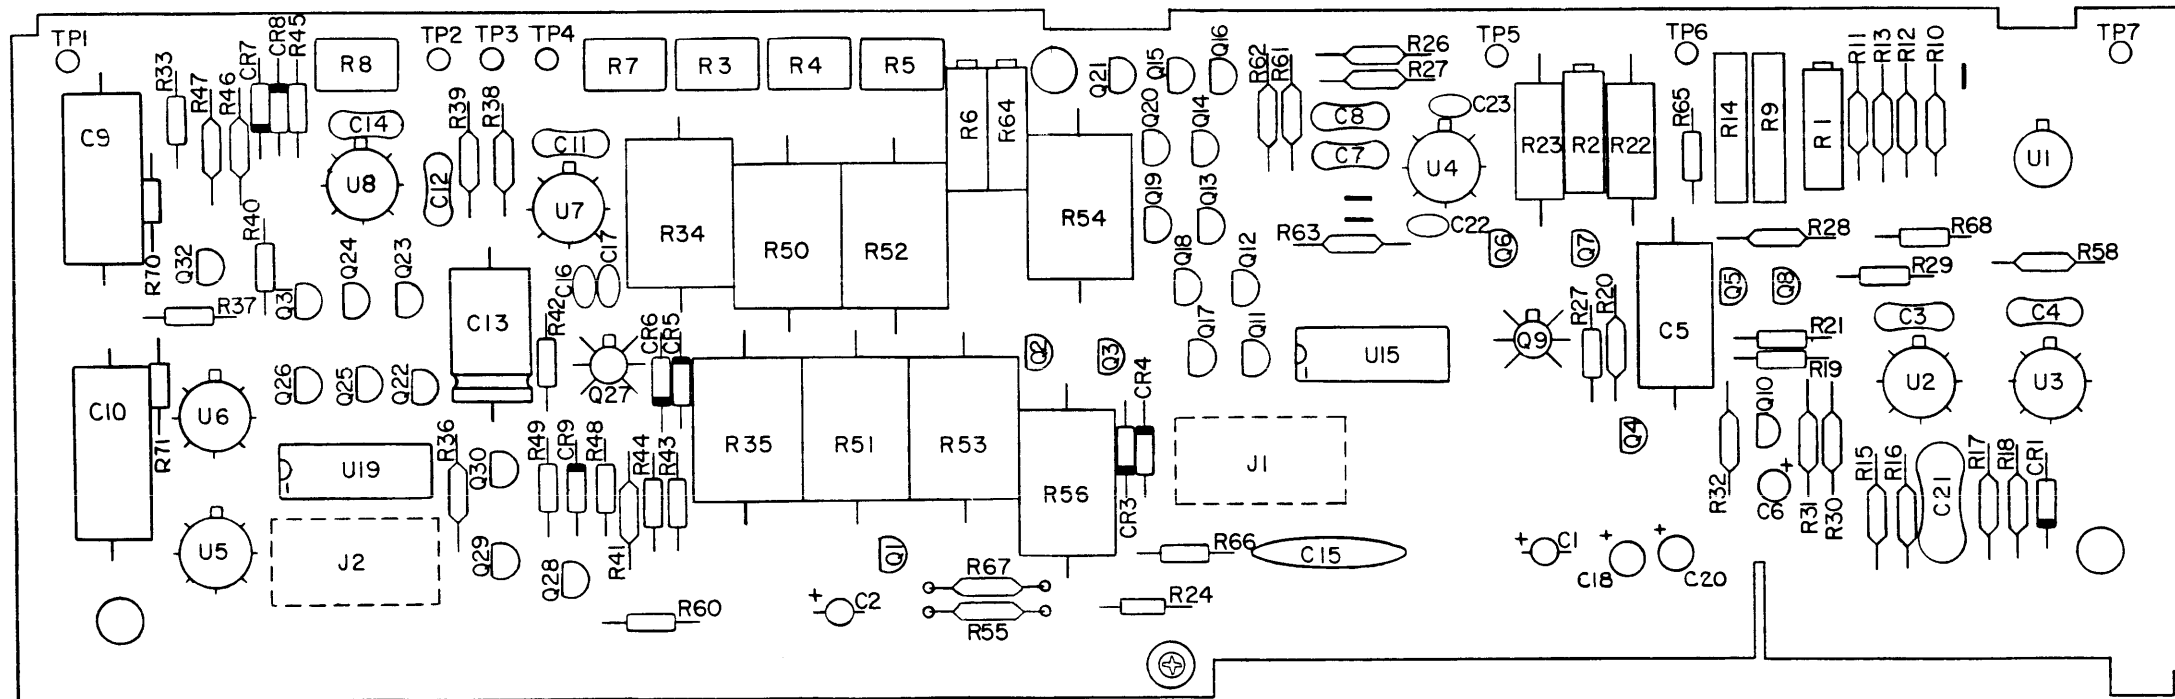 TP1
R33
R47
R46
CR7
CR8
R45
R8
TP2
TP3
TP4
R7
R3
R4
R5
Q21
Q15
Q16
R62
R61
R26
R27
TP5
TP6
R11
R13
R12
R10
TP7
C9
C14
R39
R38
C11
R6
R64
Q20
Q14
C8
C23
R65
R14
R9
R1
U8
C12
U7
C7
U4
R23
R2
R22
U1
R40
R34
R50
R52
R54
Q19
Q13
R63
C22
Q6
Q7
R28
R68
R70
Q32
Q24
Q23
C16
C17
Q18
Q12
R58
R29
Q5
Q8
R37
Q31
C13
R42
CR6
CR5
Q2
Q3
Q17
Q11
U15
Q9
R27
R20
C5
R21
C3
C4
R19
C10
R71
U6
Q26
Q25
Q22
Q27
CR4
U2
U3
Q10
Q4
U19
R36
Q30
R49
CR9
R48
R44
R43
R35
R51
R53
R56
CR3
J1
R32
C6
+
R31
R30
R15
R16
C21
R17
R18
CR1
U5
J2
Q29
Q28
R41
Q1
R66
C15
+
C1
+
C18
+
C20
R60
+
C2
R67
R55
R24